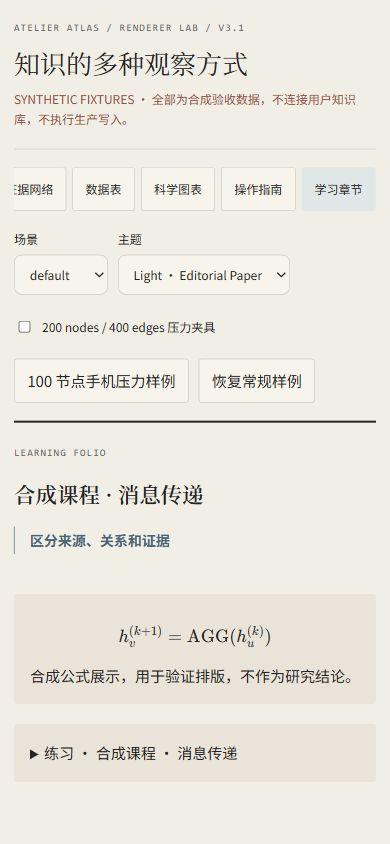 ATELIER ATLAS / RENDERER LAB / V3.1
知识的多种观察方式
SYNTHETIC FIXTURES · 全部为合成验收数据，不连接用户知识
库，不执行生产写入。
据网络
数据表
科学图表
操作指南
学习章节
场景
主题
default
Light · Editorial Paper
200 nodes / 400 edges 压力夹具
100 节点手机压力样例
恢复常规样例
LEARNING FOLIO
合成课程 · 消息传递
区分来源、关系和证据
h_v^{(k+1)} = AGG(h_u^{(k)})
合成公式展示，用于验证排版，不作为研究结论。
▶ 练习 · 合成课程 · 消息传递